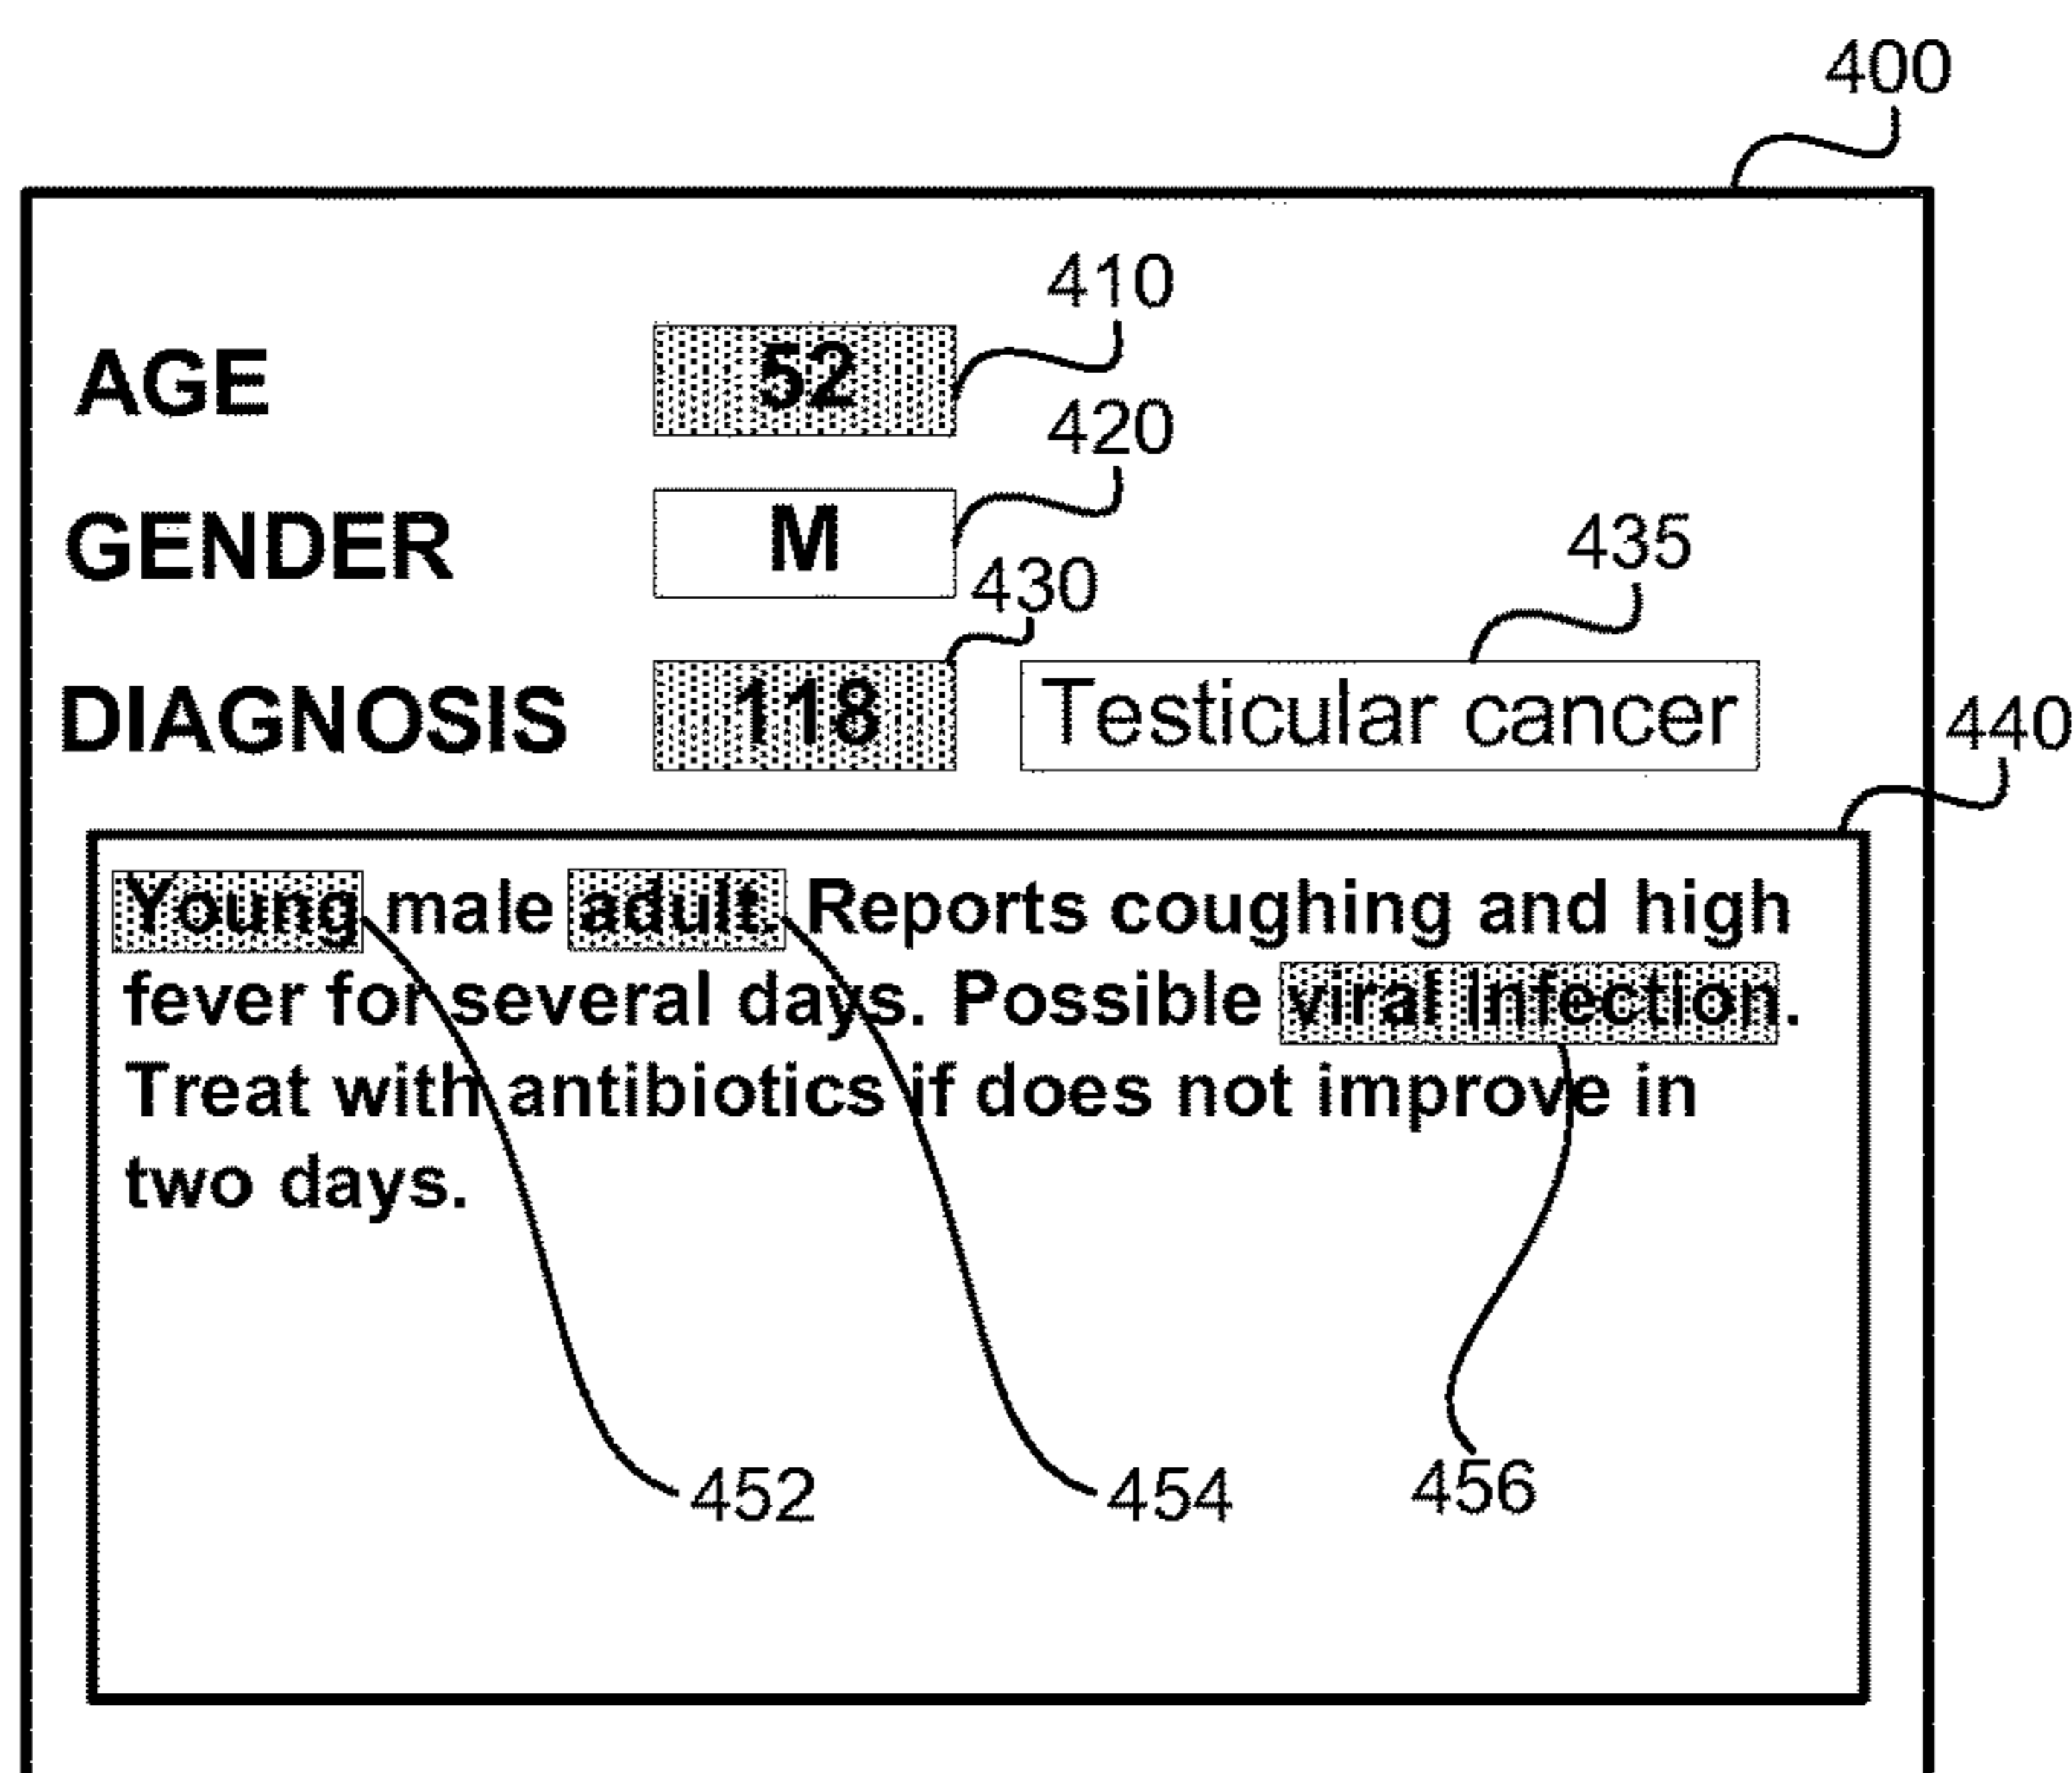 400
410
AGE 52
420
GENDER M
430 435
DIAGNOSIS 118 Testicular cancer
440
Young male adult. Reports coughing and high
fever for several days. Possible viral infection.
Treat with antibiotics if does not improve in
two days.
452 454 456